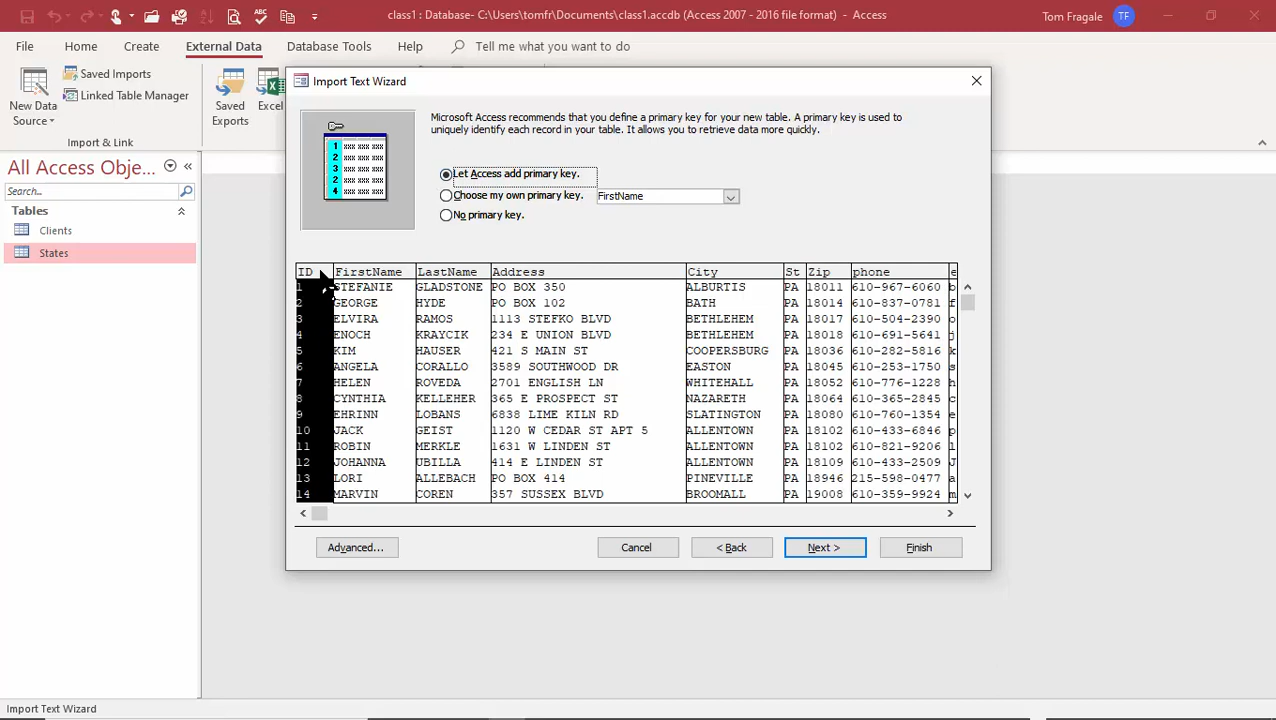 class1 : Database- C:\Users\tomfr\Documents\class1.accdb (Access 2007 - 2016 file format) - Access
Tom Fragale
TF
File
Home
Create
External Data
Database Tools
Help
Tell me what you want to do
New Data Source
Saved Imports
Linked Table Manager
Import & Link
Saved Exports
Excel
All Access Obje...
Search...
Tables
Clients
States
Import Text Wizard
Microsoft Access recommends that you define a primary key for your new table. A primary key is used to
uniquely identify each record in your table. It allows you to retrieve data more quickly.
1 xxx xxx
2 xxx xxx
3 xxx xxx
2 xxx xxx
4 xxx xxx
Let Access add primary key.
Choose my own primary key. FirstName
No primary key.
ID FirstName LastName Address City St Zip phone e
1 STEFANIE GLADSTONE PO BOX 350 ALBURTIS PA 18011 610-967-6060 b
2 GEORGE HYDE PO BOX 102 BATH PA 18014 610-837-0781 f
3 ELVIRA RAMOS 1113 STEFKO BLVD BETHLEHEM PA 18017 610-504-2390 o
4 ENOCH KRAYCIK 234 E UNION BLVD BETHLEHEM PA 18018 610-691-5641 j
5 KIM HAUSER 421 S MAIN ST COOPERSBURG PA 18036 610-282-5816 k
6 ANGELA CORALLO 3589 SOUTHWOOD DR EASTON PA 18045 610-253-1750 s
7 HELEN ROVEDA 2701 ENGLISH LN WHITEHALL PA 18052 610-776-1228 h
8 CYNTHIA KELLEHER 365 E PROSPECT ST NAZARETH PA 18064 610-365-2845 c
9 EHRINN LOBANS 6838 LIME KILN RD SLATINGTON PA 18080 610-760-1354 e
10 JACK GEIST 1120 W CEDAR ST APT 5 ALLENTOWN PA 18102 610-433-6846 p
11 ROBIN MERKLE 1631 W LINDEN ST ALLENTOWN PA 18102 610-821-9206 l
12 JOHANNA UBILLA 414 E LINDEN ST ALLENTOWN PA 18109 610-433-2509 J
13 LORI ALLEBACH PO BOX 414 PINEVILLE PA 18946 215-598-0477 a
14 MARVIN COREN 357 SUSSEX BLVD BROOMALL PA 19008 610-359-9924 m
Advanced...
Cancel
< Back
Next >
Finish
Import Text Wizard